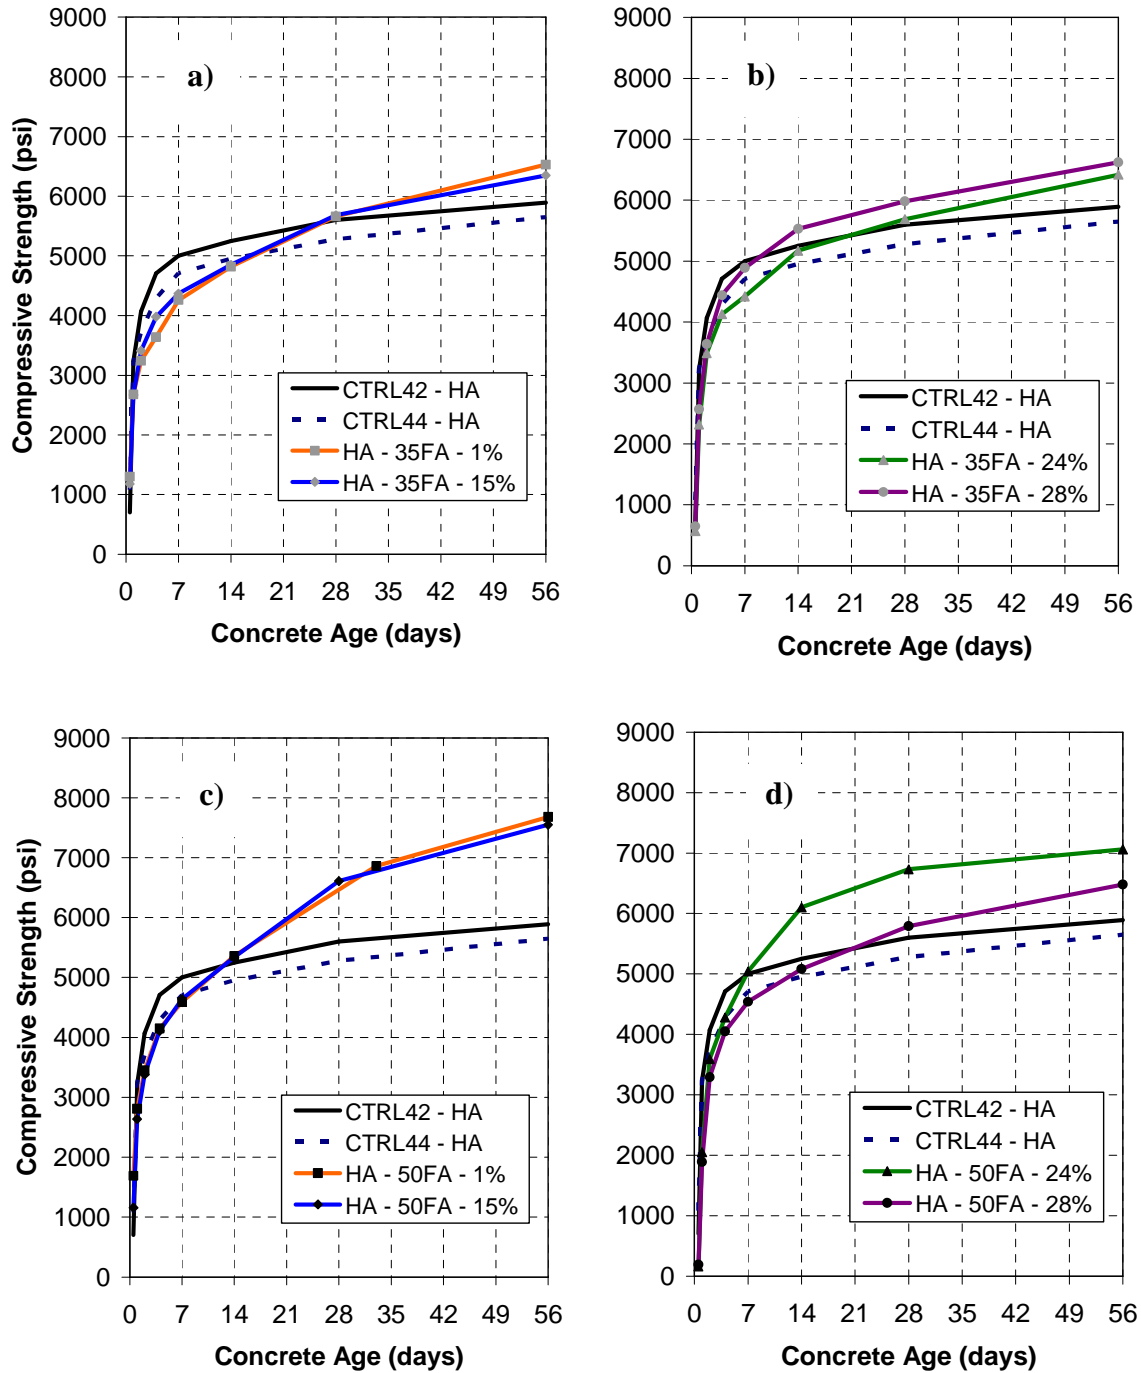 9000
8000
7000
6000
5000
4000
3000
2000
1000
0
Compressive Strength (psi)
a)
CTRL42 - HA
CTRL44 - HA
HA - 35FA - 1%
HA - 35FA - 15%
0 7 14 21 28 35 42 49 56
Concrete Age (days)
9000
8000
7000
6000
5000
4000
3000
2000
1000
0
b)
CTRL42 - HA
CTRL44 - HA
HA - 35FA - 24%
HA - 35FA - 28%
0 7 14 21 28 35 42 49 56
Concrete Age (days)
9000
8000
7000
6000
5000
4000
3000
2000
1000
0
Compressive Strength (psi)
c)
CTRL42 - HA
CTRL44 - HA
HA - 50FA - 1%
HA - 50FA - 15%
0 7 14 21 28 35 42 49 56
Concrete Age (days)
9000
8000
7000
6000
5000
4000
3000
2000
1000
0
d)
CTRL42 - HA
CTRL44 - HA
HA - 50FA - 24%
HA - 50FA - 28%
0 7 14 21 28 35 42 49 56
Concrete Age (days)